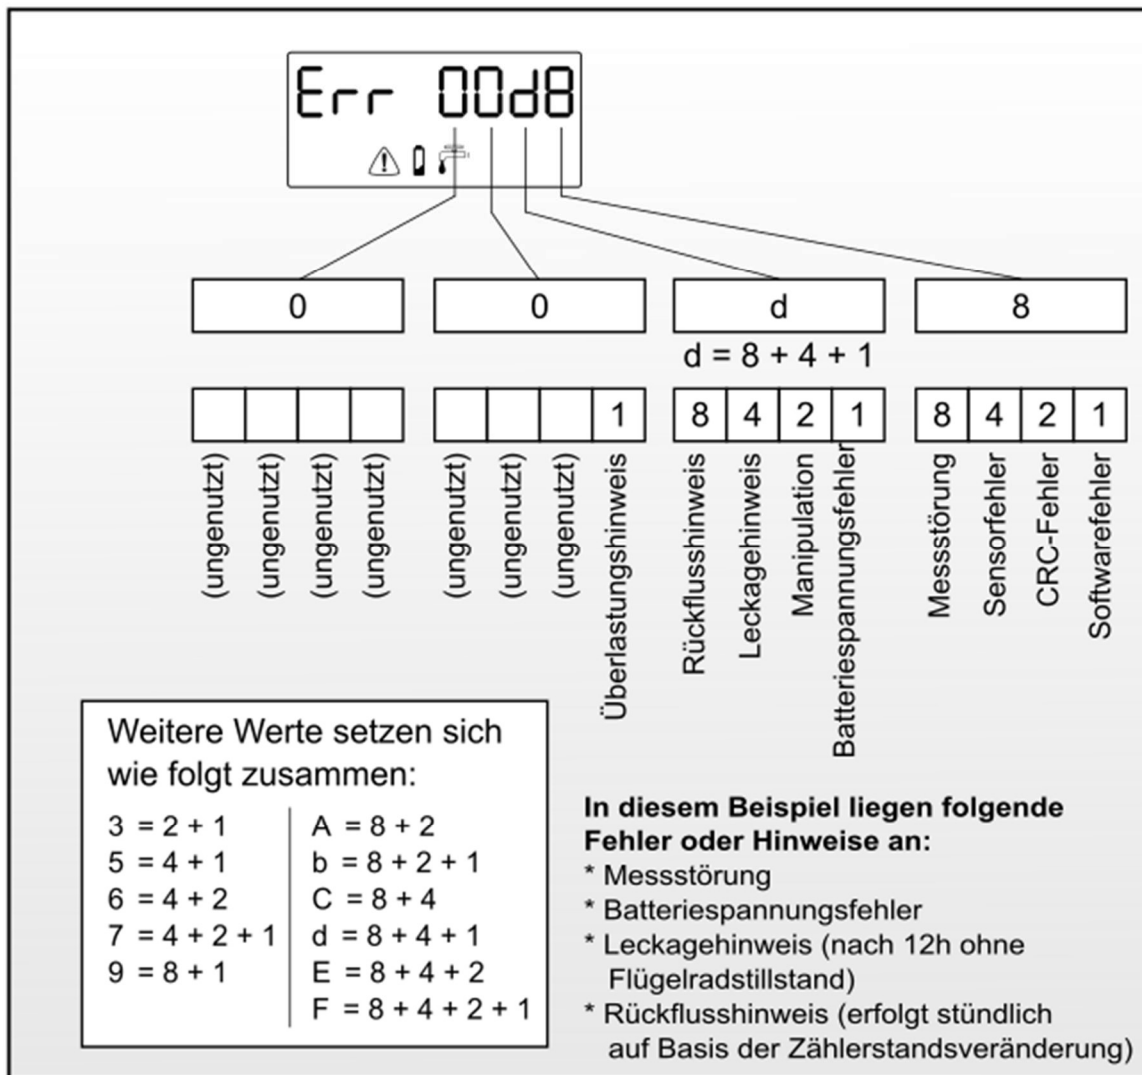 Err 00d8
0 0 d 8
d = 8 + 4 + 1
1 8 4 2 1 8 4 2 1
(ungenutzt)
(ungenutzt)
(ungenutzt)
(ungenutzt)
(ungenutzt)
(ungenutzt)
(ungenutzt)
Überlastungshinweis
Rückflusshinweis
Leckagehinweis
Manipulation
Batteriespannungsfehler
Messstörung
Sensorfehler
CRC-Fehler
Softwarefehler
Weitere Werte setzen sich
wie folgt zusammen:
3 = 2 + 1
5 = 4 + 1
6 = 4 + 2
7 = 4 + 2 + 1
9 = 8 + 1
A = 8 + 2
b = 8 + 2 + 1
C = 8 + 4
d = 8 + 4 + 1
E = 8 + 4 + 2
F = 8 + 4 + 2 + 1
In diesem Beispiel liegen folgende
Fehler oder Hinweise an:
* Messstörung
* Batteriespannungsfehler
* Leckagehinweis (nach 12h ohne
Flügelradstillstand)
* Rückflusshinweis (erfolgt stündlich
auf Basis der Zählerstandsveränderung)